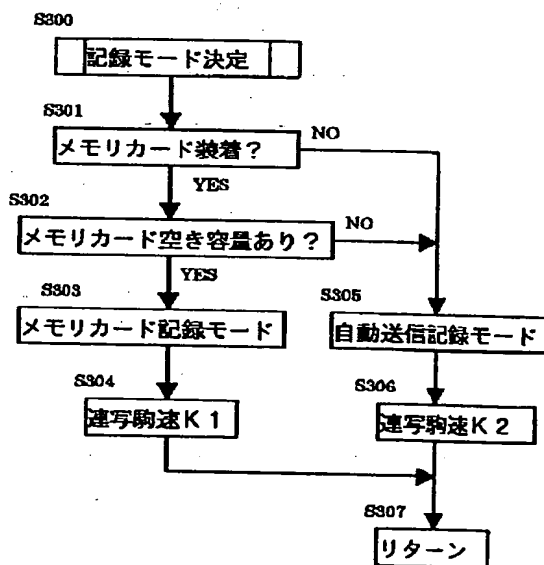 S300
記録モード決定
S301
メモリカード装着?
NO
YES
S302
メモリカード空き容量あり?
NO
YES
S303
メモリカード記録モード
S305
自動送信記録モード
S304
連写駒速K1
S306
連写駒速K2
S307
リターン